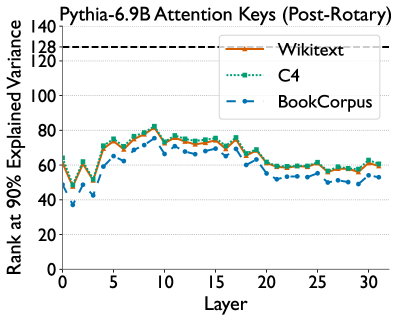 Pythia-6.9B Attention Keys (Post-Rotary)
Rank at 90% Explained Variance
140
128
120
100
80
60
40
20
0
Wikitext
C4
BookCorpus
0 5 10 15 20 25 30
Layer